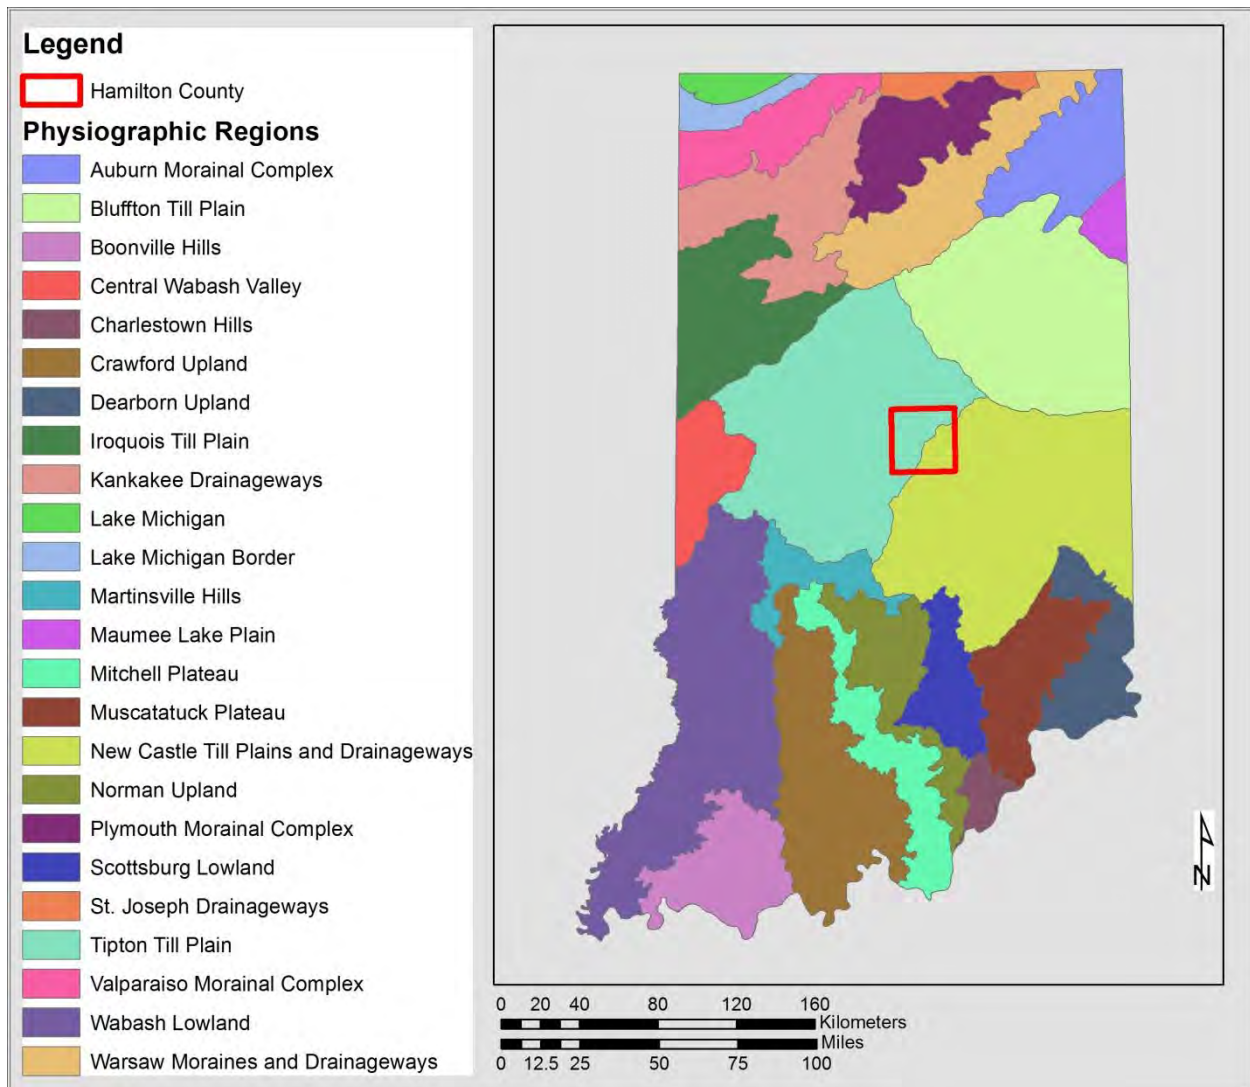 Legend
Hamilton County
Physiographic Regions
Auburn Morainal Complex
Bluffton Till Plain
Boonville Hills
Central Wabash Valley
Charlestown Hills
Crawford Upland
Dearborn Upland
Iroquois Till Plain
Kankakee Drainageways
Lake Michigan
Lake Michigan Border
Martinsville Hills
Maumee Lake Plain
Mitchell Plateau
Muscatatuck Plateau
New Castle Till Plains and Drainageways
Norman Upland
Plymouth Morainal Complex
Scottsburg Lowland
St. Joseph Drainageways
Tipton Till Plain
Valparaiso Morainal Complex
Wabash Lowland
Warsaw Moraines and Drainageways
N
0 20 40 80 120 160
Kilometers
Miles
0 12.5 25 50 75 100